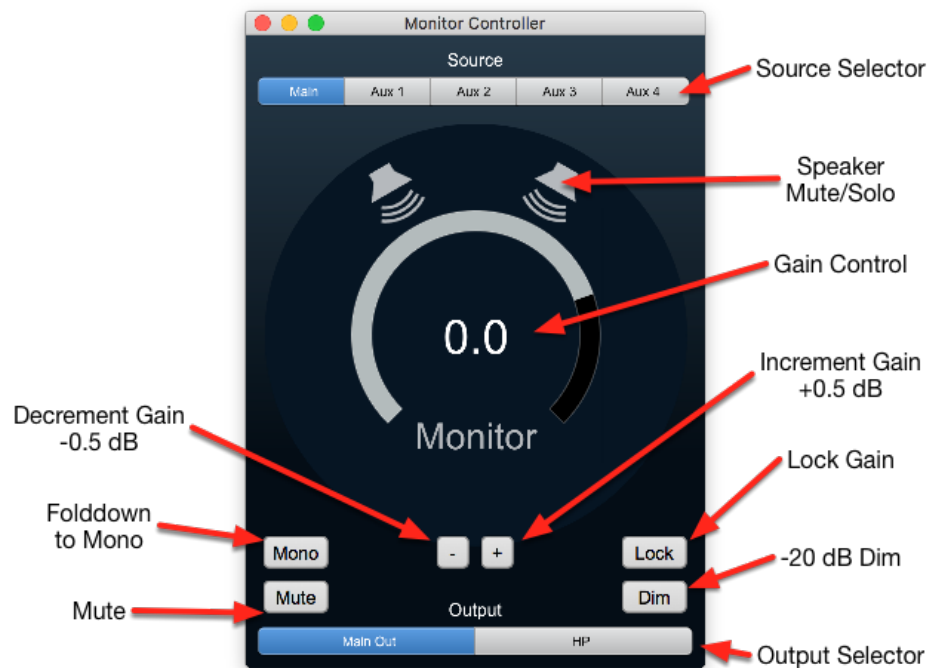 Monitor Controller
Source
Main Aux 1 Aux 2 Aux 3 Aux 4
Source Selector
Speaker
Mute/Solo
Gain Control
0.0
Increment Gain
+0.5 dB
Decrement Gain
-0.5 dB
Monitor
Lock Gain
Folddown
to Mono
Mono - + Lock
-20 dB Dim
Mute Dim
Mute
Output
Main Out HP
Output Selector